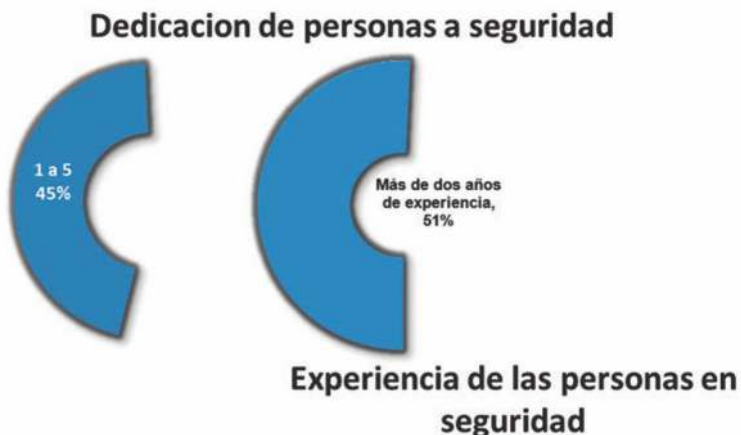 Dedicacion de personas a seguridad
1 a 5
45%
Más de dos años
de experiencia,
51%
Experiencia de las personas en
seguridad